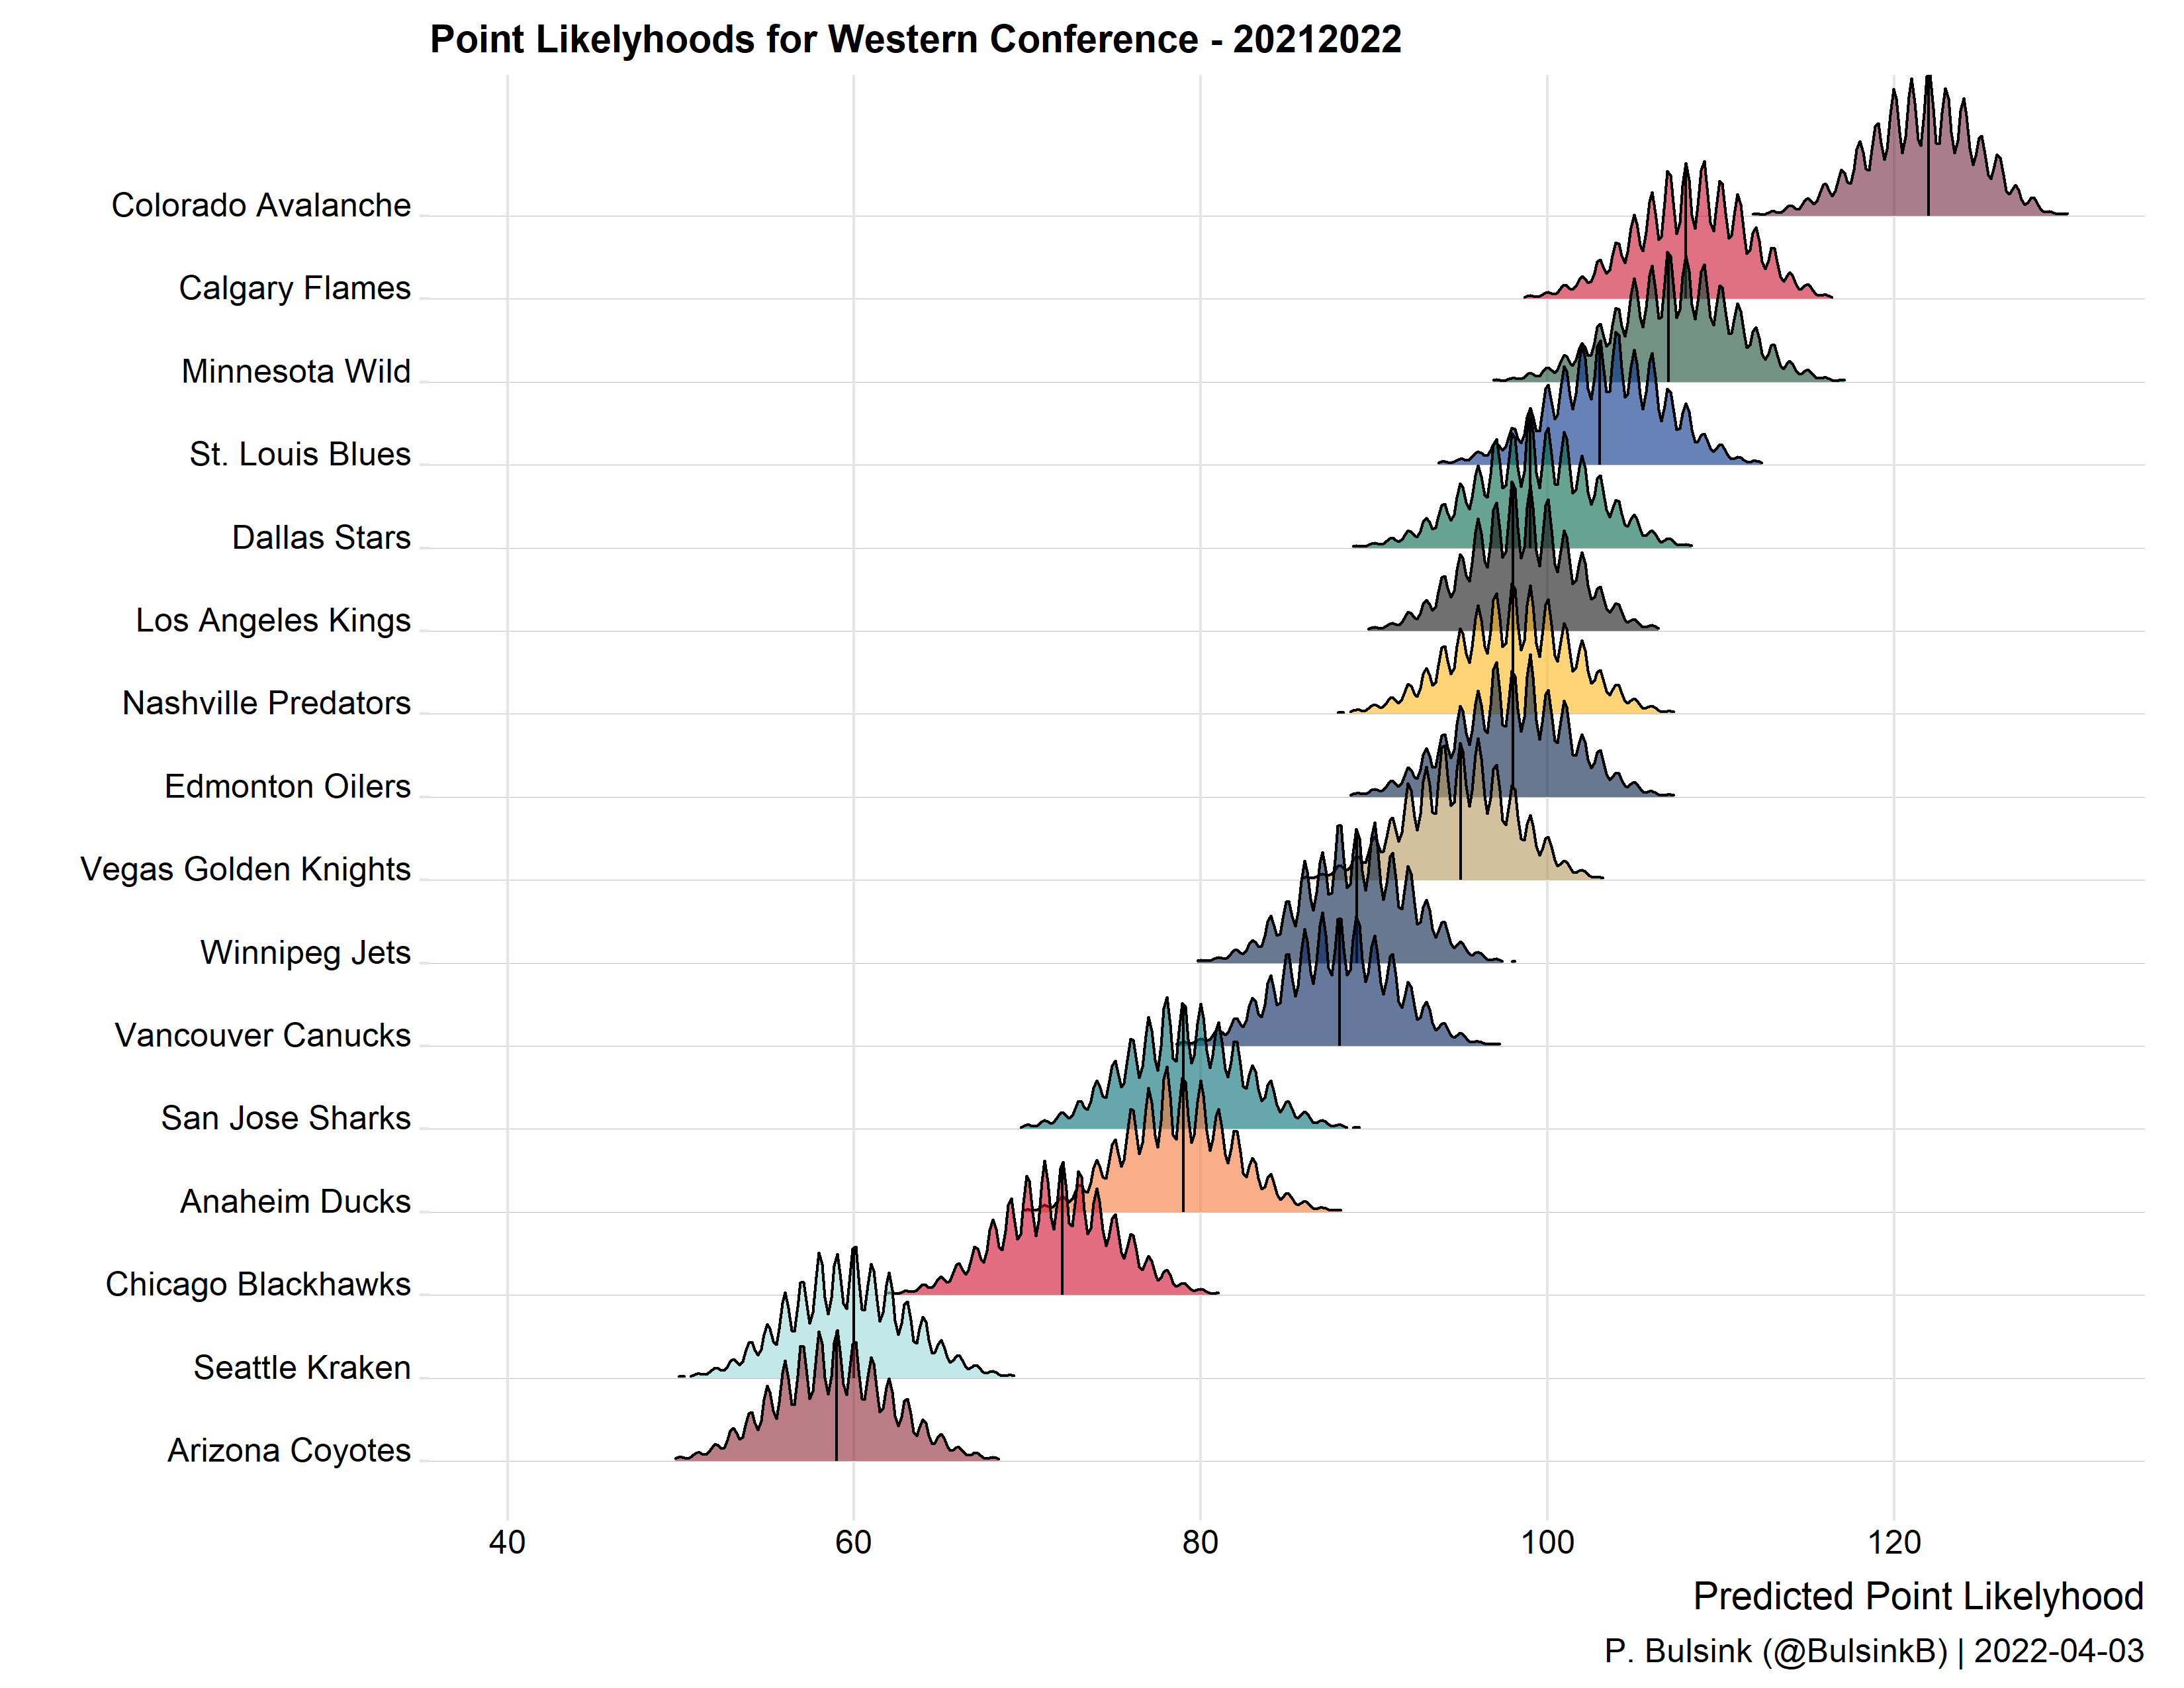 Point Likelyhoods for Western Conference - 20212022
Colorado Avalanche
Calgary Flames
Minnesota Wild
St. Louis Blues
Dallas Stars
Los Angeles Kings
Nashville Predators
Edmonton Oilers
Vegas Golden Knights
Winnipeg Jets
Vancouver Canucks
San Jose Sharks
Anaheim Ducks
Chicago Blackhawks
Seattle Kraken
Arizona Coyotes
40 60 80 100 120
Predicted Point Likelyhood
P. Bulsink (@BulsinkB) | 2022-04-03